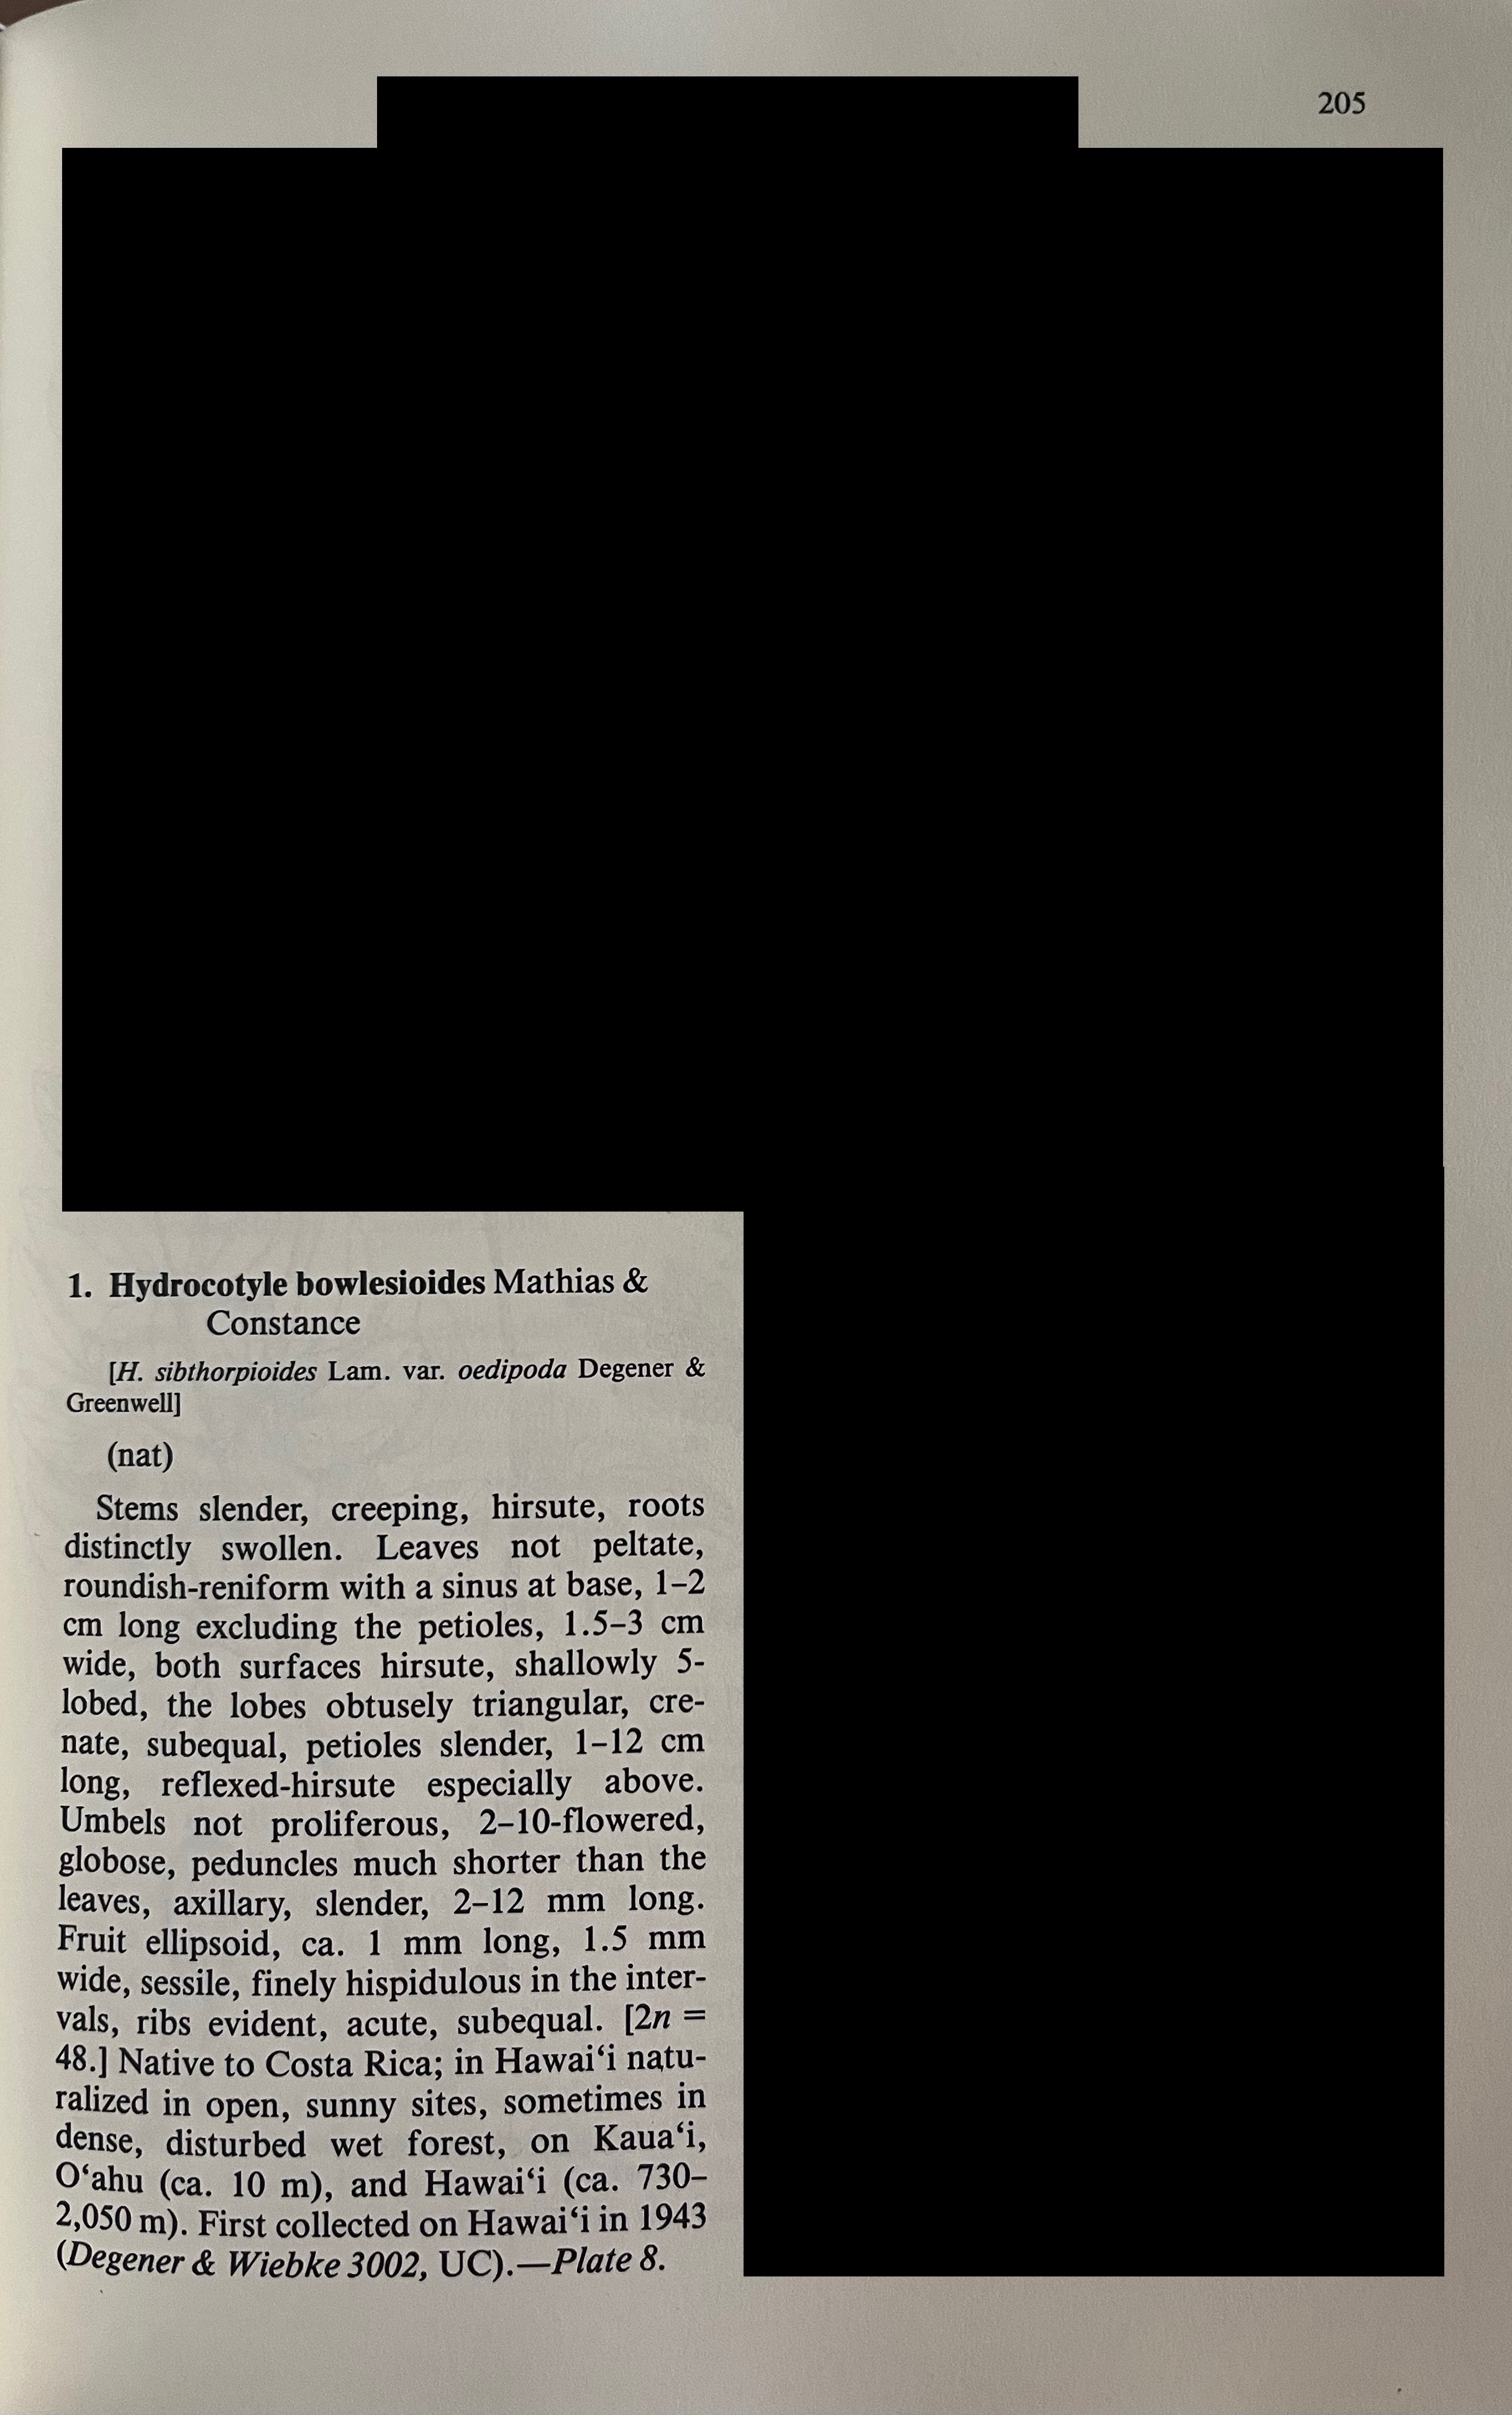 205
1. Hydrocotyle bowlesioides Mathias &
Constance
[H. sibthorpioides Lam. var. oedipoda Degener &
Greenwell]
(nat)
Stems slender, creeping, hirsute, roots
distinctly swollen. Leaves not peltate,
roundish-reniform with a sinus at base, 1–2
cm long excluding the petioles, 1.5–3 cm
wide, both surfaces hirsute, shallowly 5-
lobed, the lobes obtusely triangular, cre-
nate, subequal, petioles slender, 1–12 cm
long, reflexed-hirsute especially above.
Umbels not proliferous, 2–10-flowered,
globose, peduncles much shorter than the
leaves, axillary, slender, 2–12 mm long.
Fruit ellipsoid, ca. 1 mm long, 1.5 mm
wide, sessile, finely hispidulous in the inter-
vals, ribs evident, acute, subequal. [2n =
48.] Native to Costa Rica; in Hawai‘i natu-
ralized in open, sunny sites, sometimes in
dense, disturbed wet forest, on Kaua‘i,
O‘ahu (ca. 10 m), and Hawai‘i (ca. 730–
2,050 m). First collected on Hawai‘i in 1943
(Degener & Wiebke 3002, UC).—Plate 8.